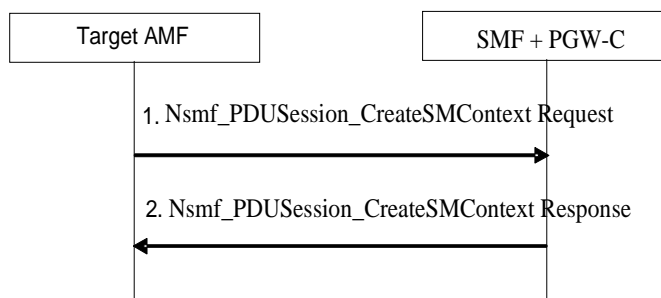 Target AMF
SMF + PGW-C
1. Nsmf_PDUSession_CreateSMContext Request
2. Nsmf_PDUSession_CreateSMContext Response